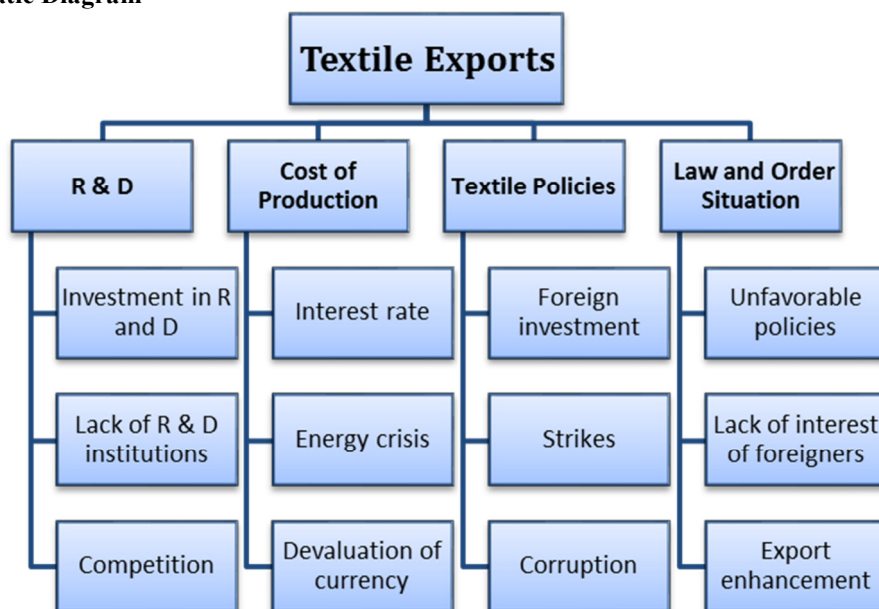 Diagram
Textile Exports
R & D
Cost of
Production
Textile Policies
Law and Order
Situation
Investment in R
and D
Interest rate
Foreign
investment
Unfavorable
policies
Lack of R & D
institutions
Energy crisis
Strikes
Lack of interest
of foreigners
Competition
Devaluation of
currency
Corruption
Export
enhancement